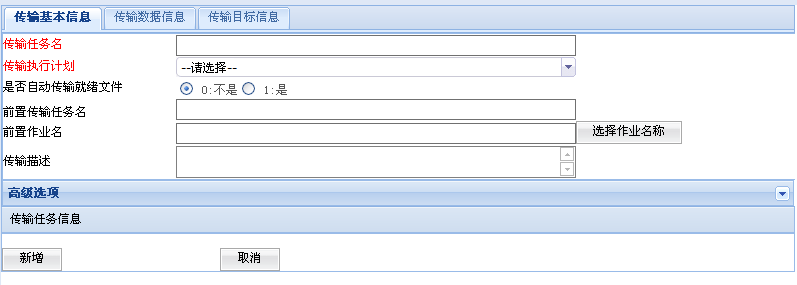 传输基本信息 传输数据信息 传输目标信息
传输任务名
传输执行计划 --请选择--
是否自动传输就绪文件 0:不是 1:是
前置传输任务名
前置作业名 选择作业名称
传输描述
高级选项
传输任务信息
新增 取消